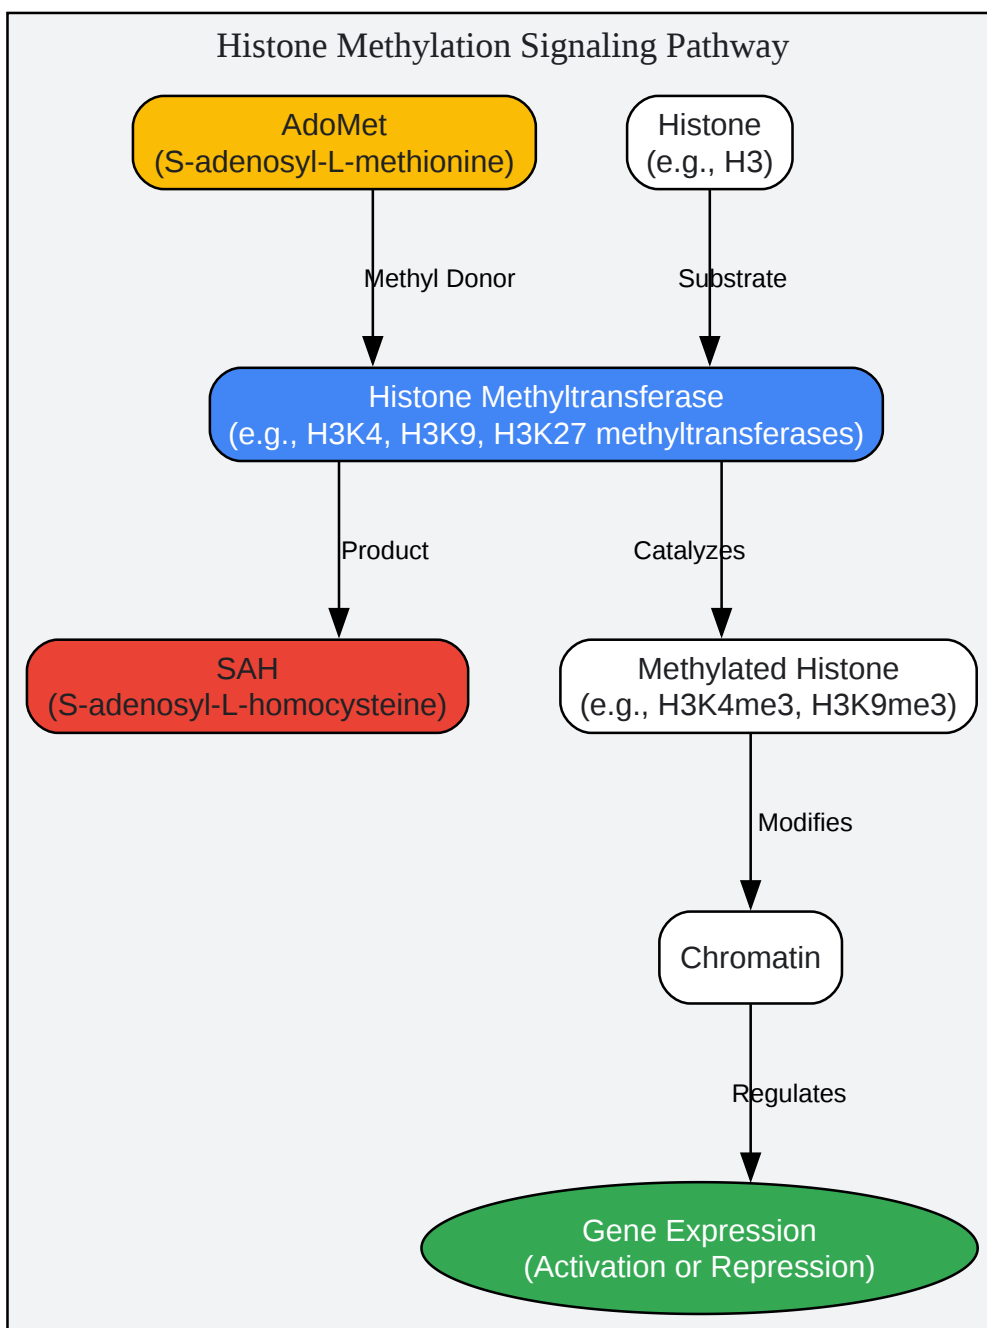 Histone Methylation Signaling Pathway
AdoMet
(S-adenosyl-L-methionine)
Histone
(e.g., H3)
Methyl Donor
Substrate
Histone Methyltransferase
(e.g., H3K4, H3K9, H3K27 methyltransferases)
Product
Catalyzes
SAH
(S-adenosyl-L-homocysteine)
Methylated Histone
(e.g., H3K4me3, H3K9me3)
Modifies
Chromatin
Regulates
Gene Expression
(Activation or Repression)